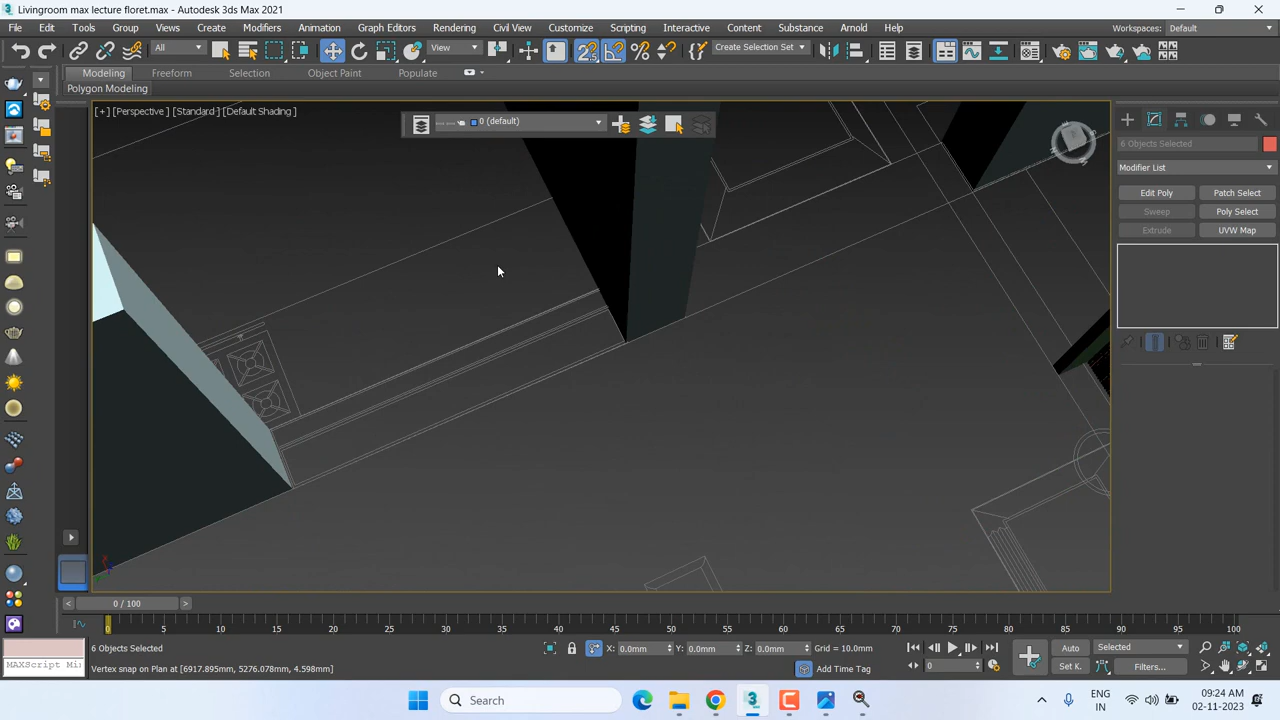 Livingroom max lecture floret.max - Autodesk 3ds Max 2021
File Edit Tools Group Views Create Modifiers Animation Graph Editors Rendering Civil View Customize Scripting Interactive Content Substance Arnold Help Workspaces: Default
All View Create Selection Set
Modeling Freeform Selection Object Paint Populate
Polygon Modeling
[+] [Perspective] [Standard] [Default Shading]
0 (default)
6 Objects Selected
Modifier List
Edit Poly Patch Select
Sweep Poly Select
Extrude UVW Map
< 0 / 100 >
0 5 10 15 20 25 30 35 40 45 50 55 60 65 70 75 80 85 90 95 100
6 Objects Selected X: 0.0mm Y: 0.0mm Z: 0.0mm Grid = 10.0mm Auto Selected
MAXScript Mi Vertex snap on Plan at [6917.895mm, 5276.078mm, 4.598mm] Add Time Tag 0 Set K. Filters...
Search
ENG
IN
09:24 AM
02-11-2023